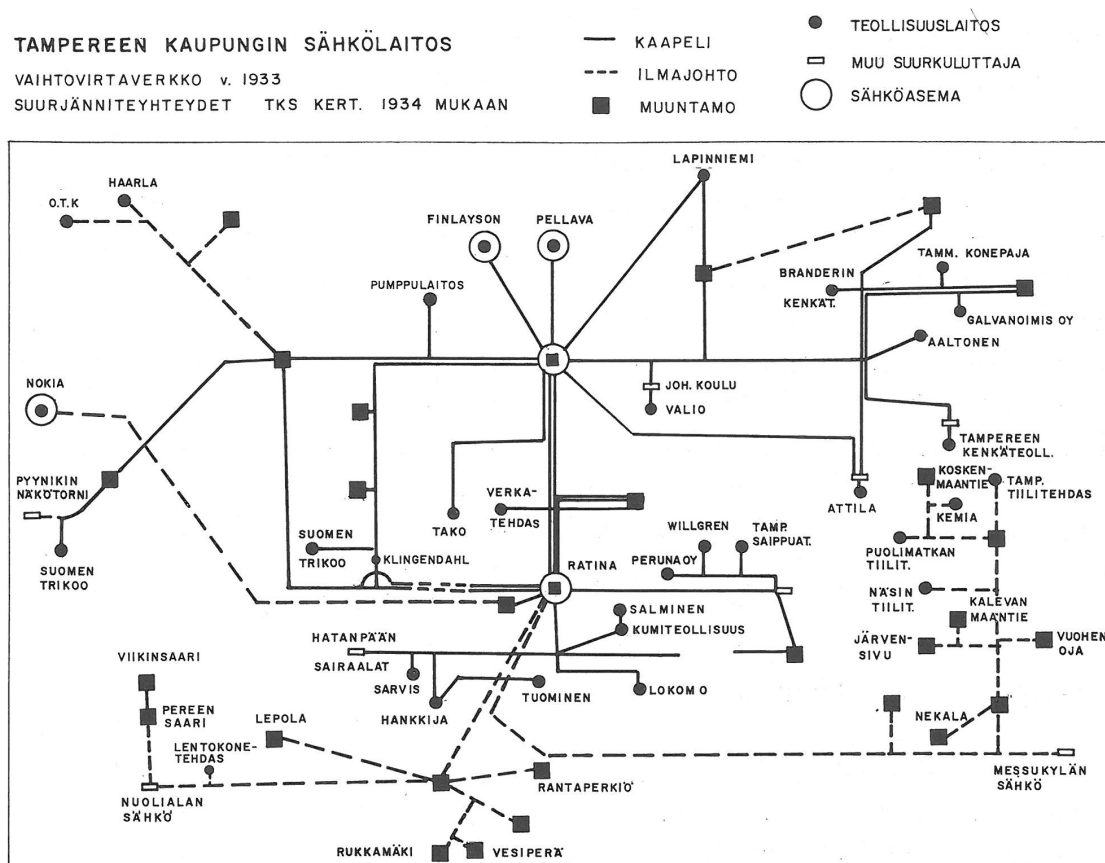 TAMPEREEN KAUPUNGIN SÄHKÖLAITOS
VAIHTOVIRTAVERKKO v. 1933
SUURJÄNNITEYHTEYDET TKS KERT. 1934 MUKAAN
KAAPELI
ILMAJOHTO
MUUNTAMO
TEOLLISUUSLAITOS
MUU SUURKULUTTAJA
SÄHKÖASEMA
HAARLA
O.T.K
LAPINNIEMI
FINLAYSON
PELLAVA
PUMPPULAITOS
TAMM. KONEPAJA
BRANDERIN
KENKÄT.
GALVANOIMIS OY
AALTONEN
NOKIA
JOH. KOULU
VALIO
TAMPEREEN
KENKÄTEOLL.
PYYNIKIN
NÄKÖTORNI
SUOMEN
TRIKOO
VERKA-
TEHDAS
TAKO
ATTILA
KOSKEN-
MAANTIE
TAMP.
TIILITEHDAS
KEMIA
PUOLIMATKAN
TIILIT.
SUOMEN
TRIKOO
KLINGENDAHL
RATINA
WILLGREN
TAMP.
SAIPPUAT.
PERUNAOY
NÄSIN
TIILIT.
KALEVAN
MAANTIE
JÄRVEN-
SIVU
VUOHEN
OJA
SALMINEN
KUMITEOLLISUUS
HATANPÄÄN
SAIRAALAT
SARVIS
HANKKIJA
TUOMINEN
LOKOMO
VIIKINSAARI
PEREEN
SAARI
LEPOLA
LENTOKONE-
TEHDAS
NUOLIALAN
SÄHKÖ
RANTAPERKIÖ
NEKALA
MESSUKYLÄN
SÄHKÖ
RUKKAMÄKI
VESIPERÄ